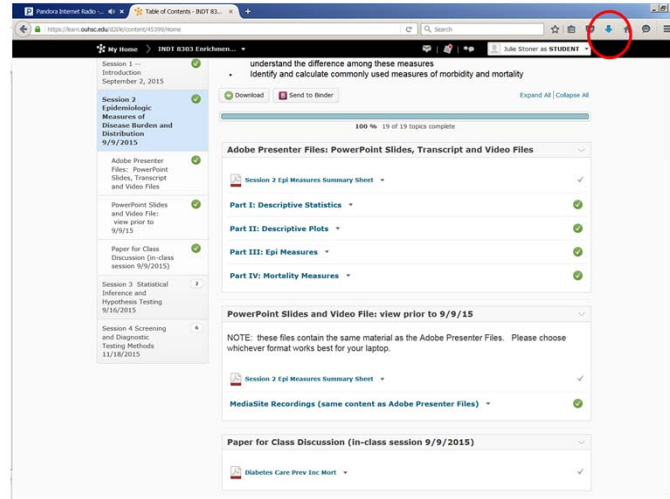 Pandora Internet Radio -...
Table of Contents - INDT 83...
https://learn.ouhsc.edu/d2l/le/content/45399/Home
Search
My Home
INDT 8303 Enrichmen...
Julie Stoner as STUDENT
Session 1 --
Introduction
September 2, 2015
Session 2
Epidemiologic
Measures of
Disease Burden and
Distribution
9/9/2015
Adobe Presenter
Files: PowerPoint
Slides, Transcript
and Video Files
PowerPoint Slides
and Video File:
view prior to
9/9/15
Paper for Class
Discussion (in-class
session 9/9/2015)
Session 3 Statistical
Inference and
Hypothesis Testing
9/16/2015
2
Session 4 Screening
and Diagnostic
Testing Methods
11/18/2015
6
understand the difference among these measures
• Identify and calculate commonly used measures of morbidity and mortality
Download
Send to Binder
Expand All | Collapse All
100 % 19 of 19 topics complete
Adobe Presenter Files: PowerPoint Slides, Transcript and Video Files
Session 2 Epi Measures Summary Sheet
Part I: Descriptive Statistics
Part II: Descriptive Plots
Part III: Epi Measures
Part IV: Mortality Measures
PowerPoint Slides and Video File: view prior to 9/9/15
NOTE: these files contain the same material as the Adobe Presenter Files. Please choose
whichever format works best for your laptop.
Session 2 Epi Measures Summary Sheet
MediaSite Recordings (same content as Adobe Presenter Files)
Paper for Class Discussion (in-class session 9/9/2015)
Diabetes Care Prev Inc Mort